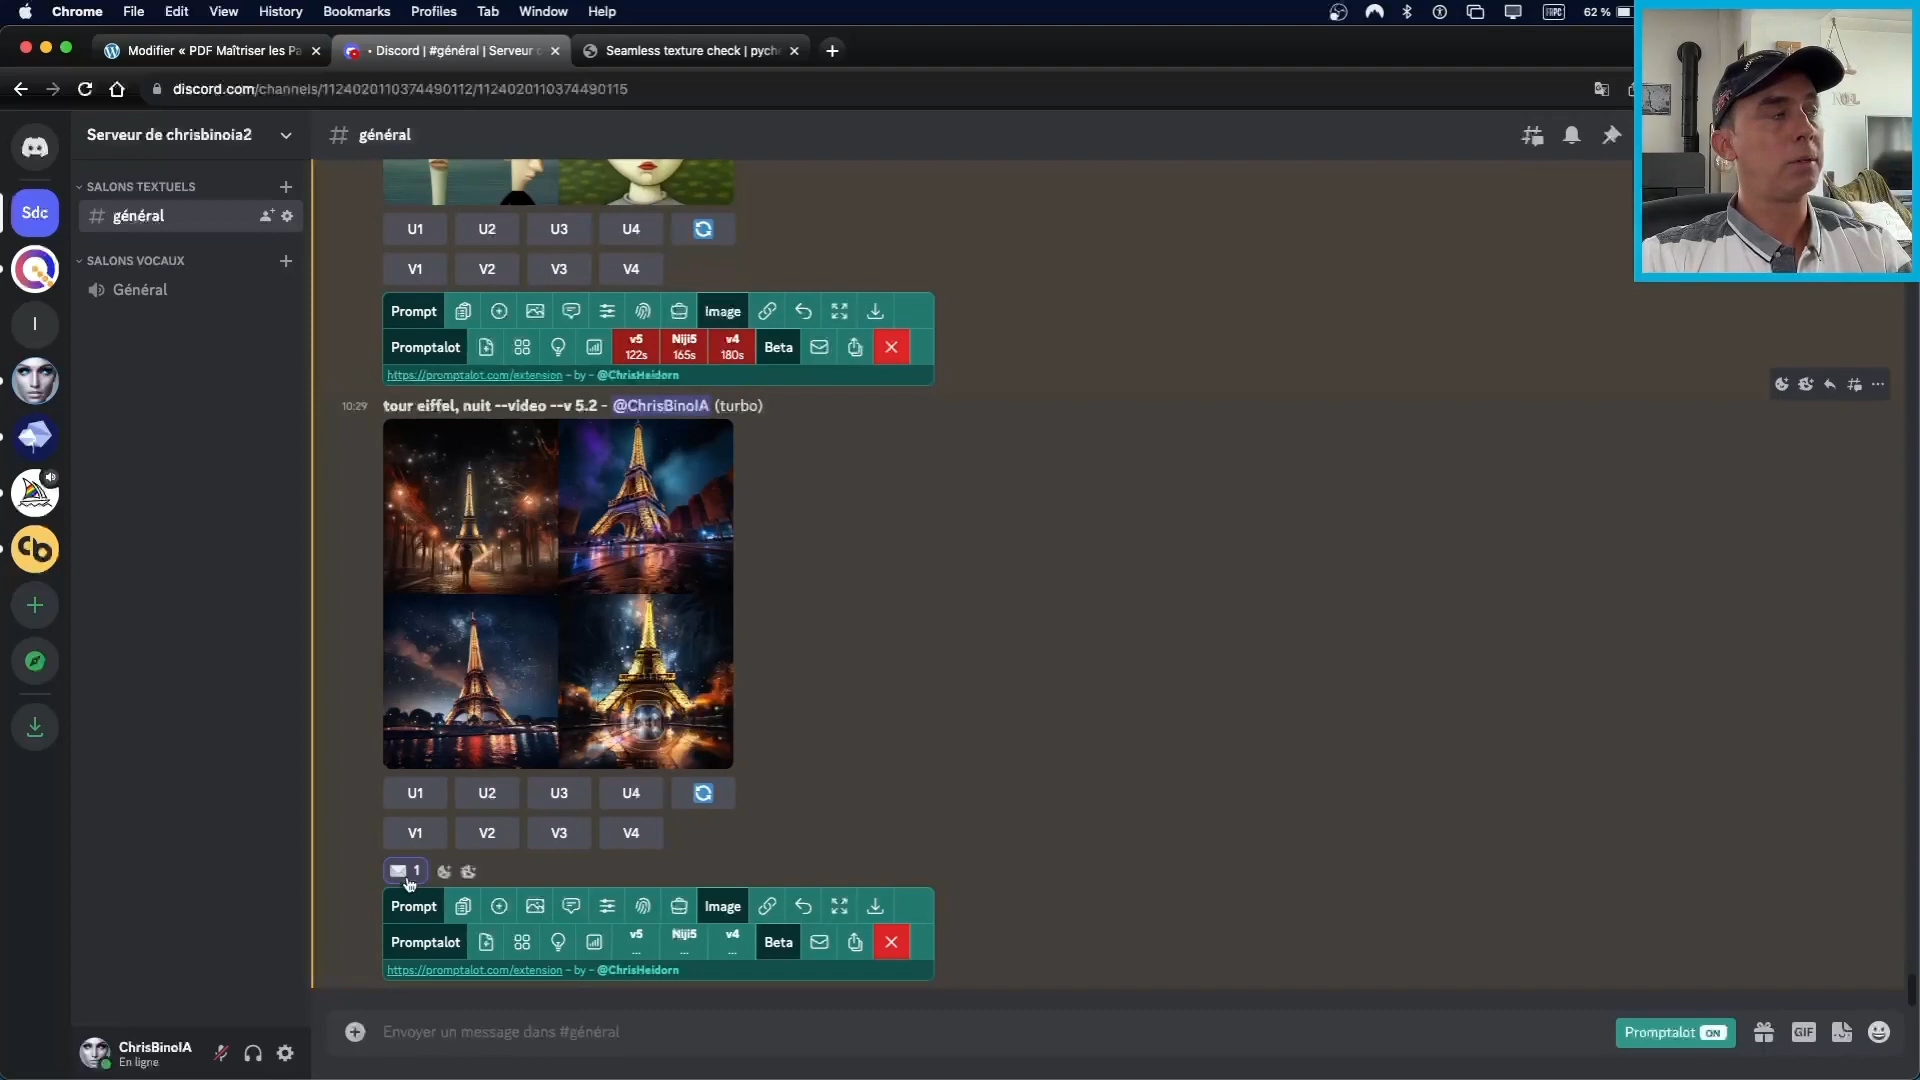 Chrome File Edit View History Bookmarks Profiles Tab Window Help
FRPC 62 %
Modifier « PDF Maîtriser les Pa
• Discord | #général | Serveur d
Seamless texture check | pych
discord.com/channels/1124020110374490112/1124020110374490115
Serveur de chrisbinoia2
# général
SALONS TEXTUELS
Sdc
# général
SALONS VOCAUX
Général
I
U1 U2 U3 U4
V1 V2 V3 V4
Prompt Image
Promptalot v5 122s Niji5 165s v4 180s Beta
https://promptalot.com/extension - by - @ChrisHeidorn
10:29 tour eiffel, nuit --video --v 5.2 - @ChrisBinoIA (turbo)
U1 U2 U3 U4
V1 V2 V3 V4
1
Prompt Image
Promptalot v5 ... Niji5 ... v4 ... Beta
https://promptalot.com/extension - by - @ChrisHeidorn
Envoyer un message dans #général
Promptalot ON
GIF
ChrisBinoIA
En ligne